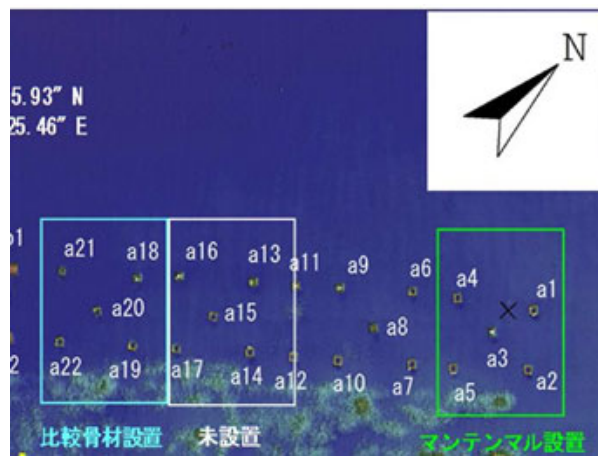 N
5.93" N
25.46" E
a21 a18 a16 a13 a11 a9 a6 a4 a1
a20 a15 a8 a3
a22 a19 a17 a14 a12 a10 a7 a5 a2
比較骨材設置 未設置 マンテンマル設置